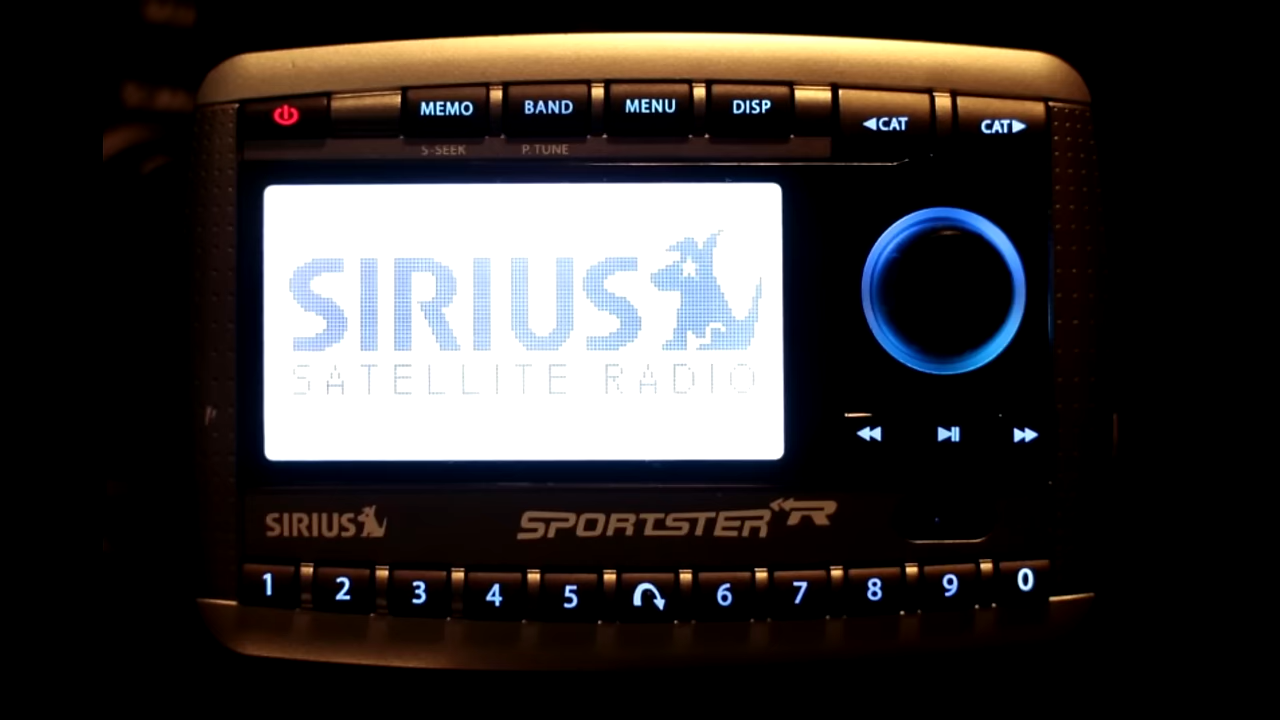 MEMO BAND MENU DISP ◀CAT CAT▶
S-SEEK P. TUNE
SIRIUS
SATELLITE RADIO
SIRIUS SPORTSTER R
1 2 3 4 5 6 7 8 9 0